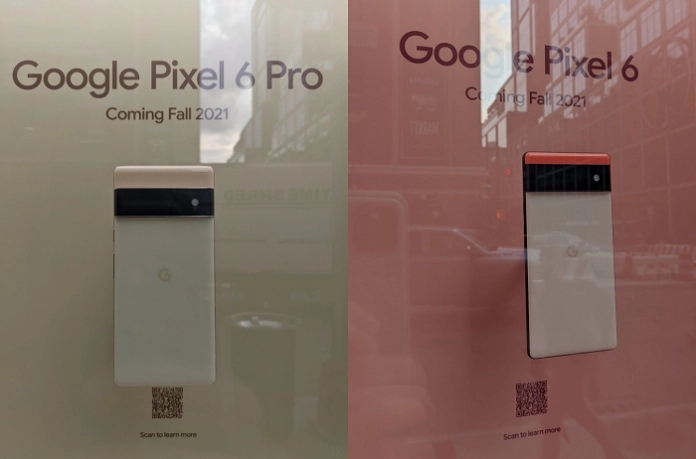 Google Pixel 6 Pro
Coming Fall 2021
G
Scan to learn more
Google Pixel 6
Coming Fall 2021
G
Scan to learn more